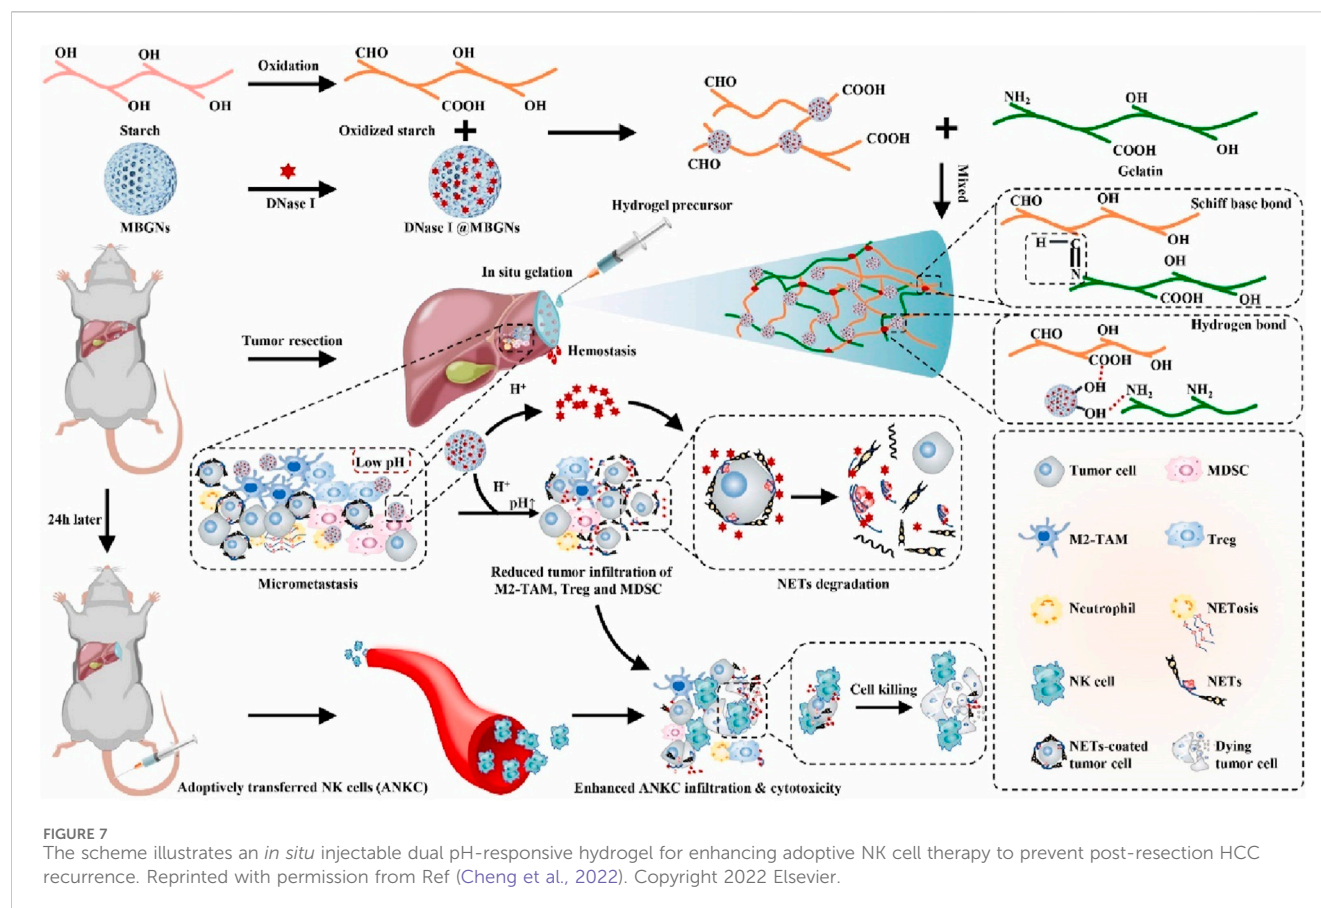 OH
OH
OH
OH
Oxidation
CHO
OH
COOH
OH
CHO
COOH
CHO
COOH
NH2
OH
COOH
OH
Starch
Oxidized starch
Gelatin
Mixed
DNase I
MBGNs
DNase I @MBGNs
Hydrogel precursor
In situ gelation
CHO
OH
Schiff base bond
OH
H
C
N
OH
COOH
OH
Tumor resection
Hemostasis
Hydrogen bond
CHO
OH
COOH
OH
OH
OH
NH2
NH2
H+
Low pH
H+
pH↑
24h later
Micrometastasis
Reduced tumor infiltration of
M2-TAM, Treg and MDSC
NETs degradation
Tumor cell
MDSC
M2-TAM
Treg
Neutrophil
NETosis
NK cell
NETs
NETs-coated
tumor cell
Dying
tumor cell
Cell killing
Adoptively transferred NK cells (ANKC)
Enhanced ANKC infiltration & cytotoxicity
FIGURE 7
The scheme illustrates an in situ injectable dual pH-responsive hydrogel for enhancing adoptive NK cell therapy to prevent post-resection HCC
recurrence. Reprinted with permission from Ref (Cheng et al., 2022). Copyright 2022 Elsevier.